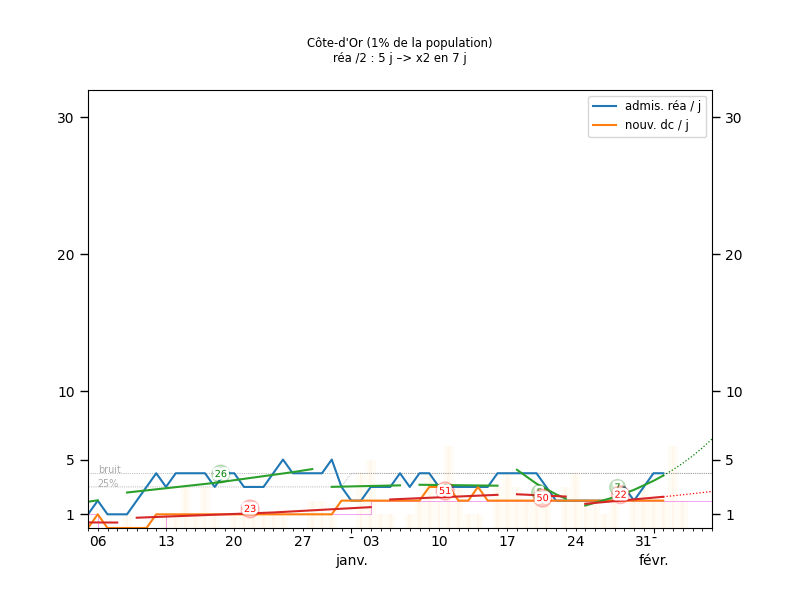 Côte-d'Or (1% de la population)
réa /2 : 5 j –> x2 en 7 j
admis. réa / j
nouv. dc / j
30 30
20 20
10 10
5 5
1 1
bruit
25%
26
23
51
50
22
06 13 20 27 - 03 10 17 24 31 -
janv. févr.